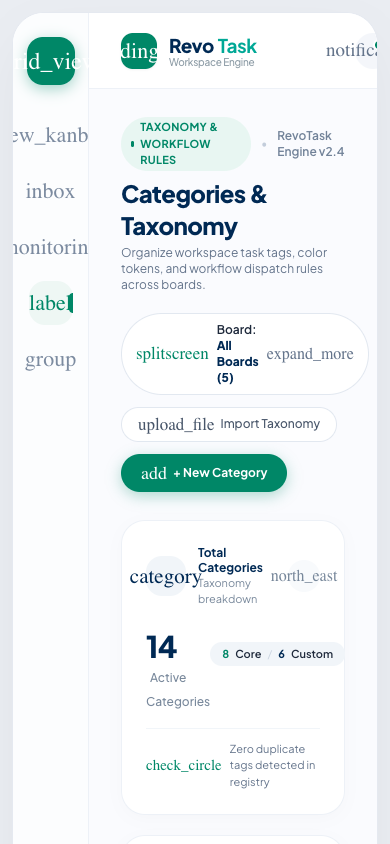 rid_view
ew_kanb
inbox
nonitorin
label
group
ding
Revo Task
Workspace Engine
notifica
TAXONOMY &
WORKFLOW
RULES
RevoTask
Engine v2.4
Categories &
Taxonomy
Organize workspace task tags, color
tokens, and workflow dispatch rules
across boards.
splitscreen
Board:
All
Boards
(5)
expand_more
upload_file Import Taxonomy
add + New Category
category
Total
Categories
Taxonomy
breakdown
north_east
14
Active
Categories
8 Core / 6 Custom
check_circle
Zero duplicate
tags detected in
registry